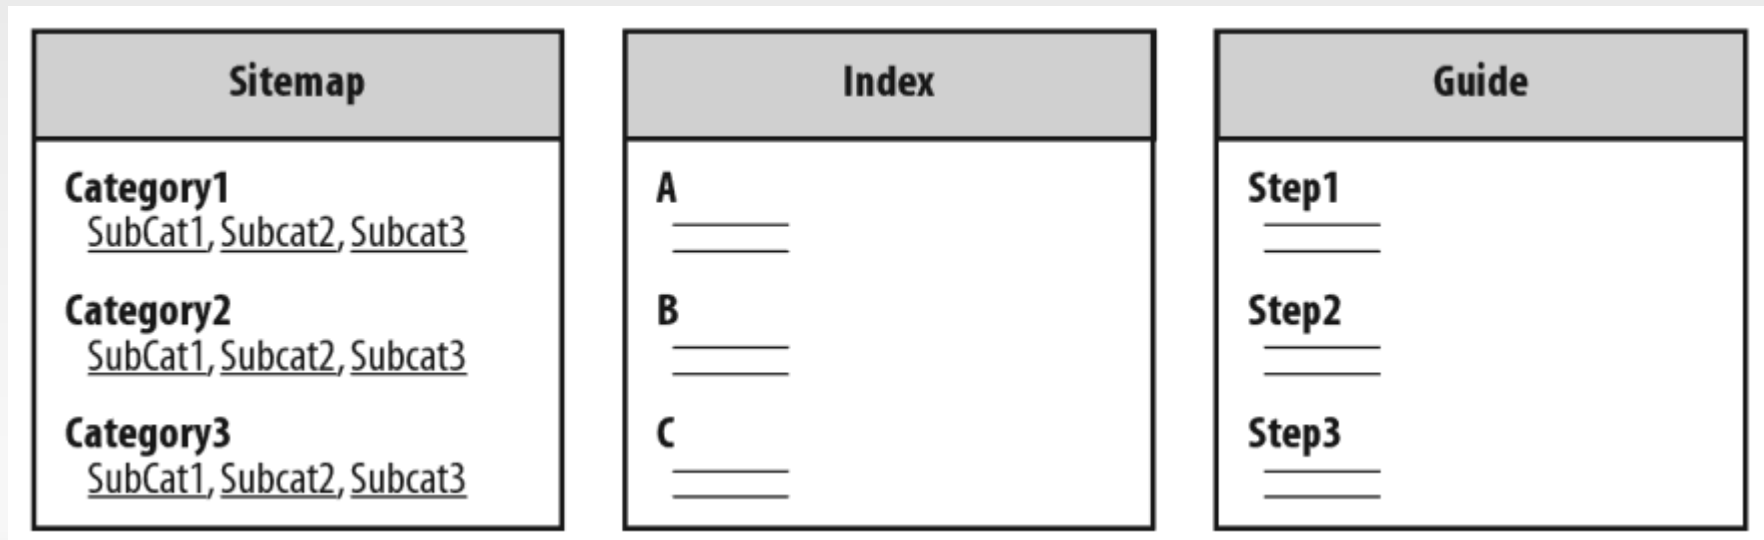 Sitemap
Category1
SubCat1, Subcat2, Subcat3
Category2
SubCat1, Subcat2, Subcat3
Category3
SubCat1, Subcat2, Subcat3
Index
A
B
C
Guide
Step1
Step2
Step3